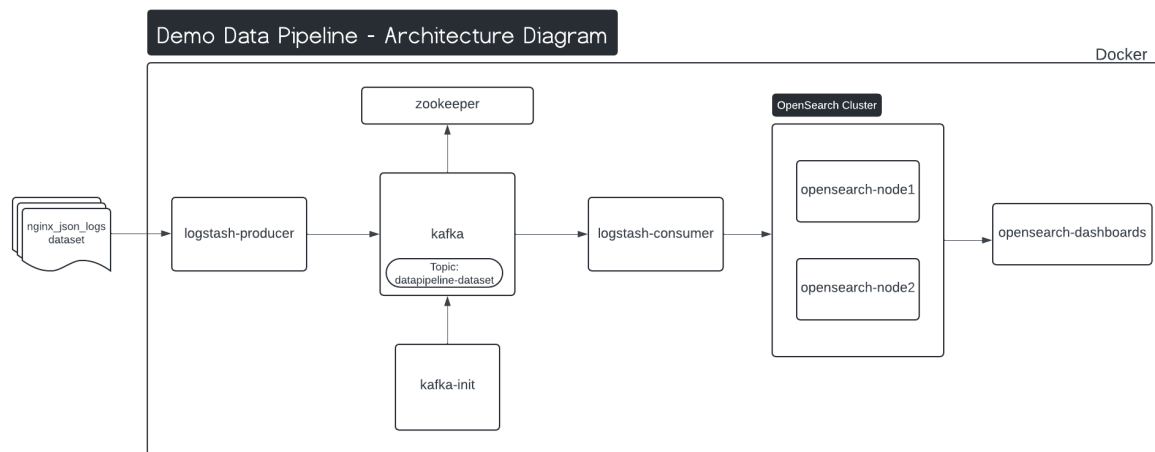 Demo Data Pipeline - Architecture Diagram
Docker
zookeeper
OpenSearch Cluster
nginx_json_logs
dataset
logstash-producer
kafka
Topic:
datapipeline-dataset
logstash-consumer
opensearch-node1
opensearch-node2
opensearch-dashboards
kafka-init